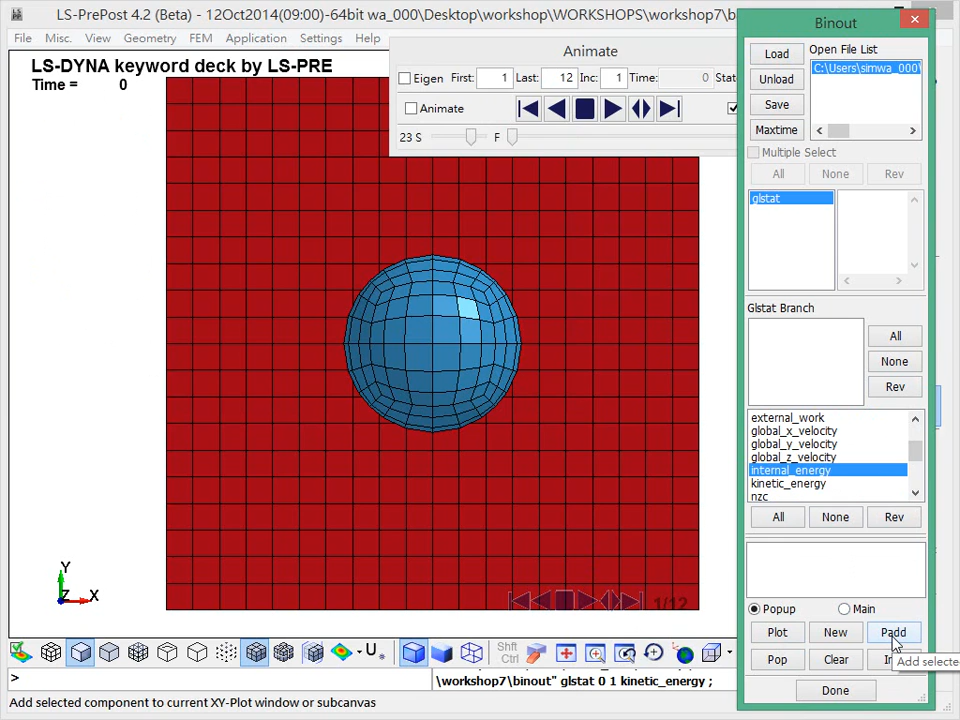 LS-PrePost 4.2 (Beta) - 12Oct2014(09:00)-64bit wa_000\Desktop\workshop\WORKSHOPS\workshop7\b
File Misc. View Geometry FEM Application Settings Help
LS-DYNA keyword deck by LS-PRE
Time = 0
Animate
Eigen First: 1 Last: 12 Inc: 1 Time: 0 Stat
Animate
23 S F
Binout
Load Open File List
C:\Users\simwa_000\
Unload
Save
Maxtime
Multiple Select
All None Rev
glstat
Glstat Branch
All
None
Rev
external_work
global_x_velocity
global_y_velocity
global_z_velocity
internal_energy
kinetic_energy
nzc
All None Rev
Popup Main
Plot New Padd
Pop Clear
Add selecte
Done
Y
Z X
1/12
Shft
Ctrl
>
\workshop7\binout" glstat 0 1 kinetic_energy ;
Add selected component to current XY-Plot window or subcanvas